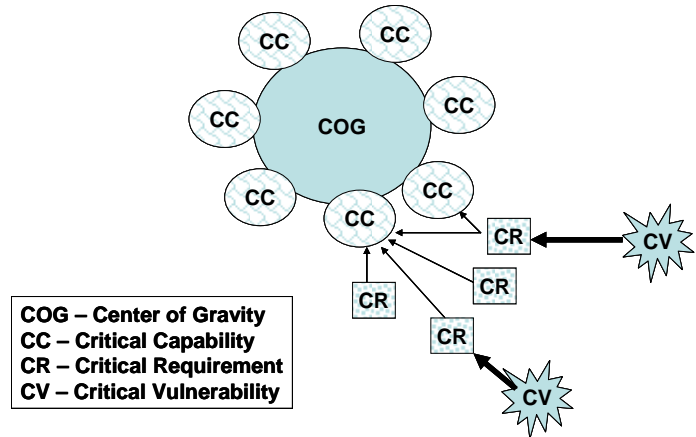 CC
CC
CC
CC
COG
CC
CC
CC
CR
CV
CR
CR
CR
CV
COG – Center of Gravity
CC – Critical Capability
CR – Critical Requirement
CV – Critical Vulnerability